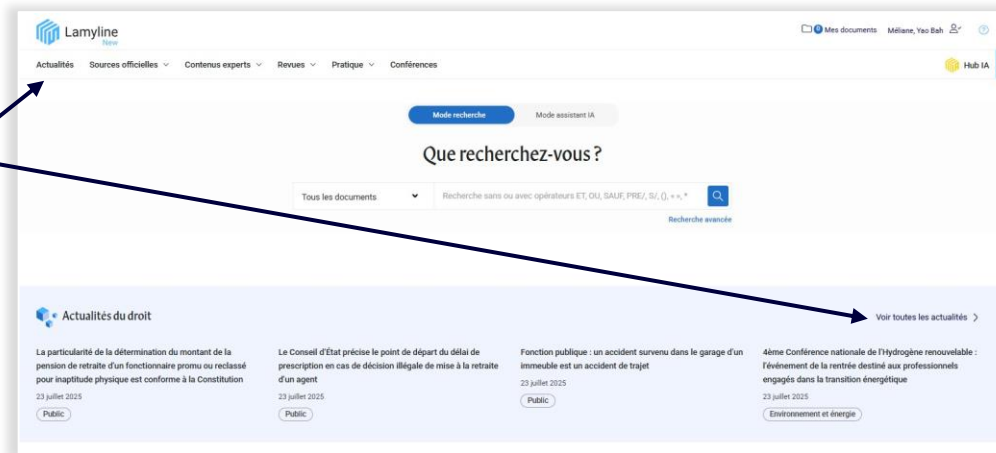 Lamyline
New
Mes documents Méliane, Yao Bah
Actualités Sources officielles Contenus experts Revues Pratique Conférences Hub IA
Mode recherche Mode assistant IA
Que recherchez-vous ?
Tous les documents Recherche sans ou avec opérateurs ET, OU, SAUF, PRE/, S/, (), « », *
Recherche avancée
Actualités du droit Voir toutes les actualités
La particularité de la détermination du montant de la
pension de retraite d'un fonctionnaire promu ou reclassé
pour inaptitude physique est conforme à la Constitution
23 juillet 2025
Public
Le Conseil d'État précise le point de départ du délai de
prescription en cas de décision illégale de mise à la retraite
d'un agent
23 juillet 2025
Public
Fonction publique : un accident survenu dans le garage d'un
immeuble est un accident de trajet
23 juillet 2025
Public
4ème Conférence nationale de l'Hydrogène renouvelable :
l'événement de la rentrée destiné aux professionnels
engagés dans la transition énergétique
23 juillet 2025
Environnement et énergie